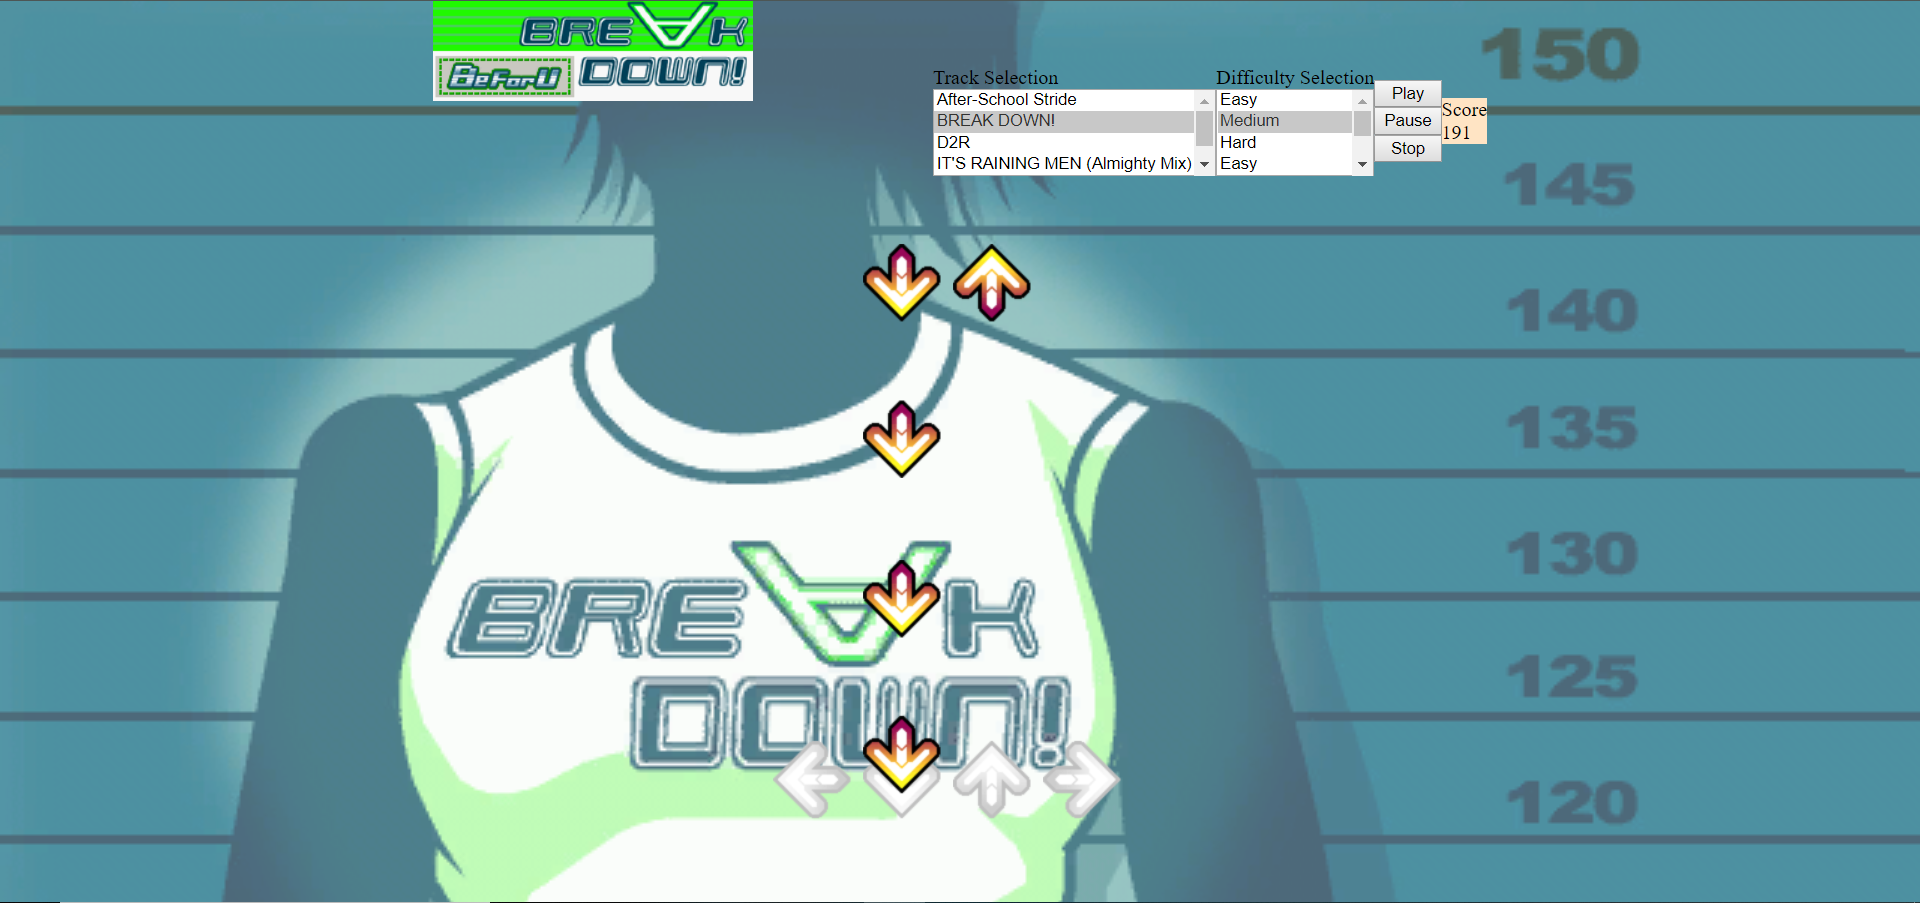 BREAK
DOWN!
BeForU
Track Selection
After-School Stride
BREAK DOWN!
D2R
IT'S RAINING MEN (Almighty Mix)
Difficulty Selection
Easy
Medium
Hard
Easy
Play
Pause
Stop
Score
191
150
145
140
135
130
125
120
BREAK
DOWN!